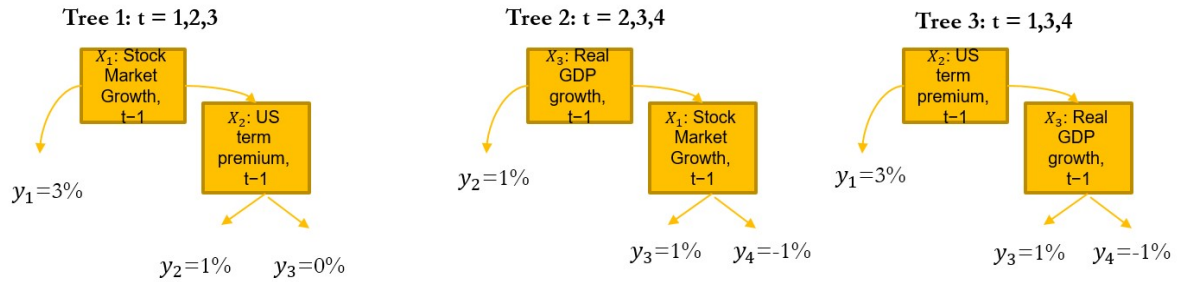 Tree 1: t = 1,2,3
X₁: Stock
Market
Growth,
t−1
X₂: US
term
premium,
t−1
y₁=3%
y₂=1%
y₃=0%
Tree 2: t = 2,3,4
X₃: Real
GDP
growth,
t−1
X₁: Stock
Market
Growth,
t−1
y₂=1%
y₃=1%
y₄=-1%
Tree 3: t = 1,3,4
X₂: US
term
premium,
t−1
X₃: Real
GDP
growth,
t−1
y₁=3%
y₃=1%
y₄=-1%